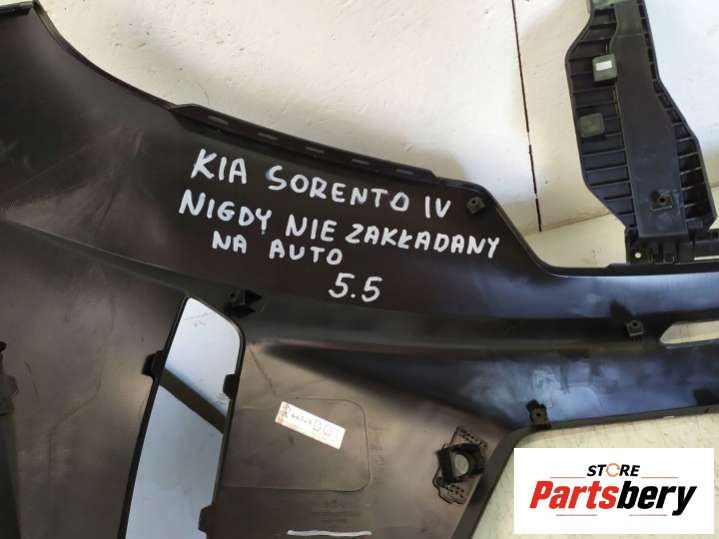 KIA SORENTO IV
NIGDY NIE ZAKŁADANY
NA AUTO
5.5
STORE
Partsbery